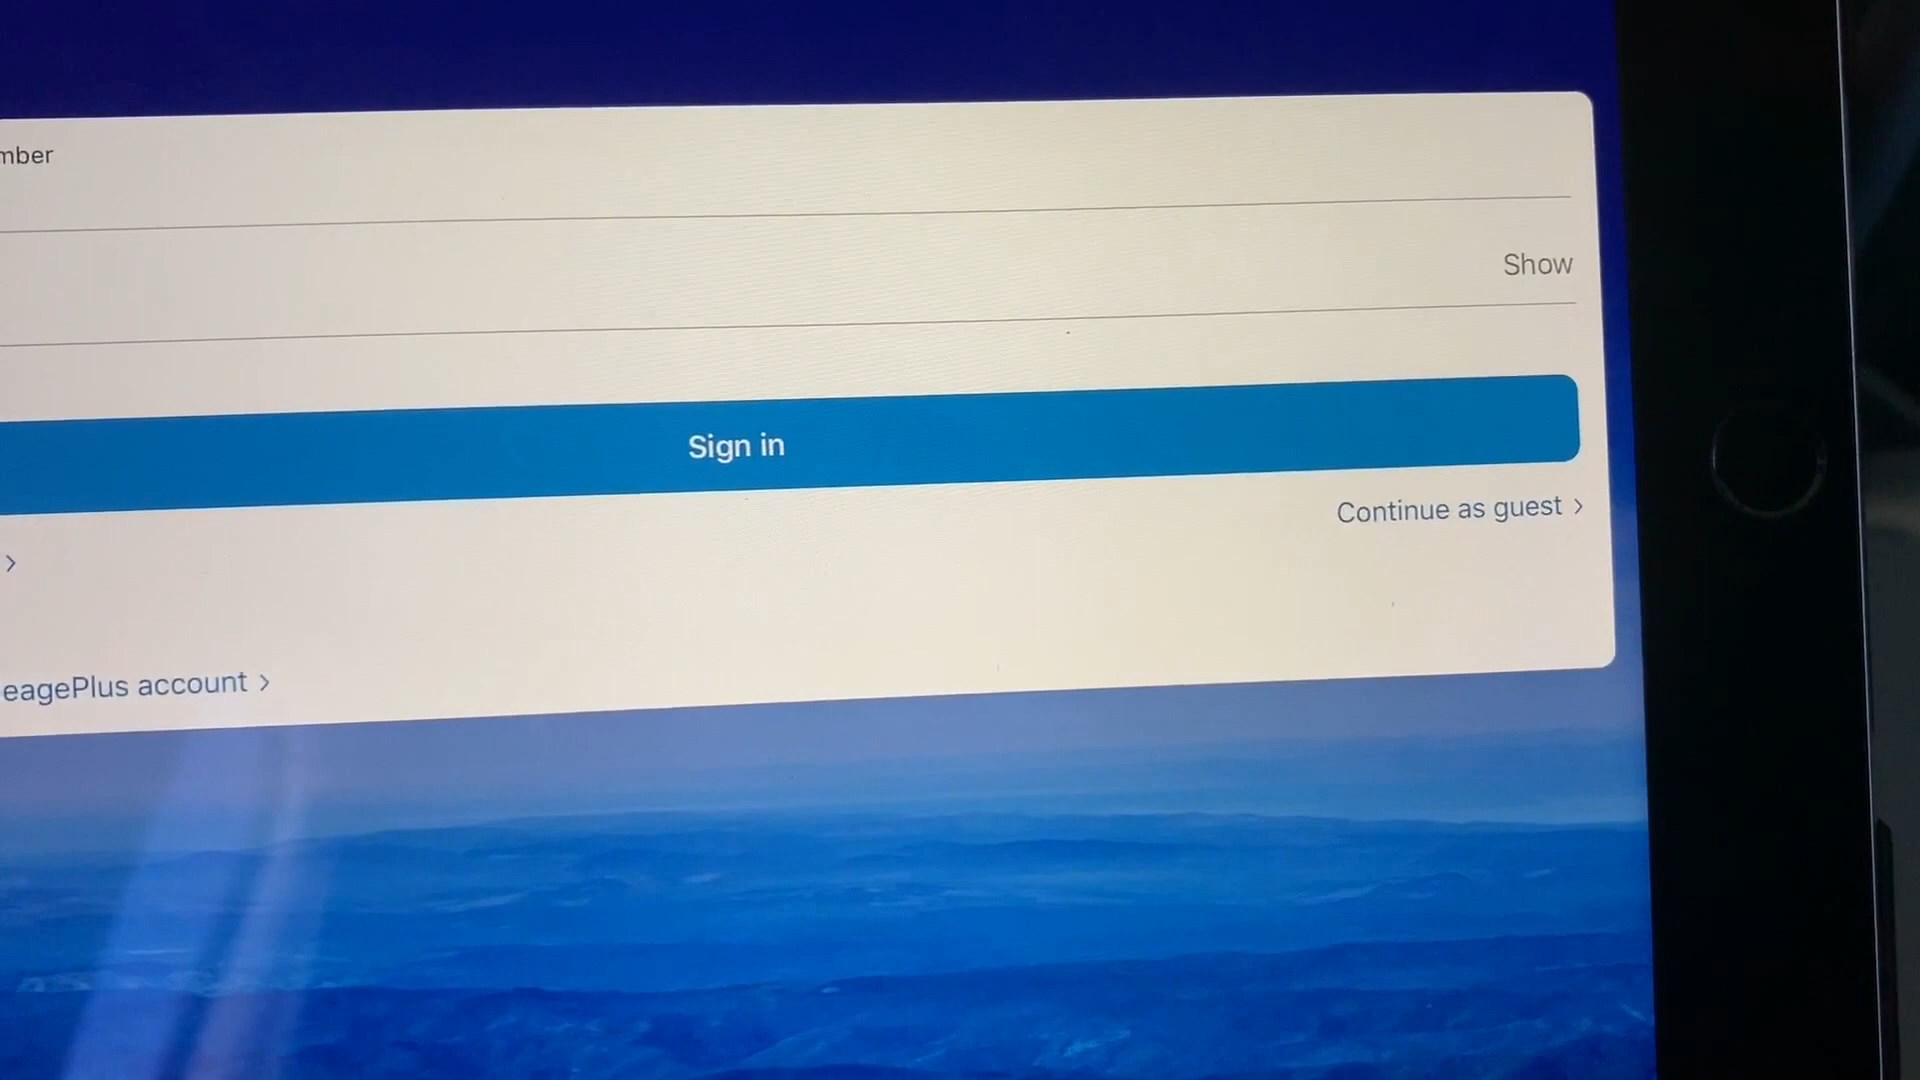 mber
Show
Sign in
Continue as guest >
>
eagePlus account >